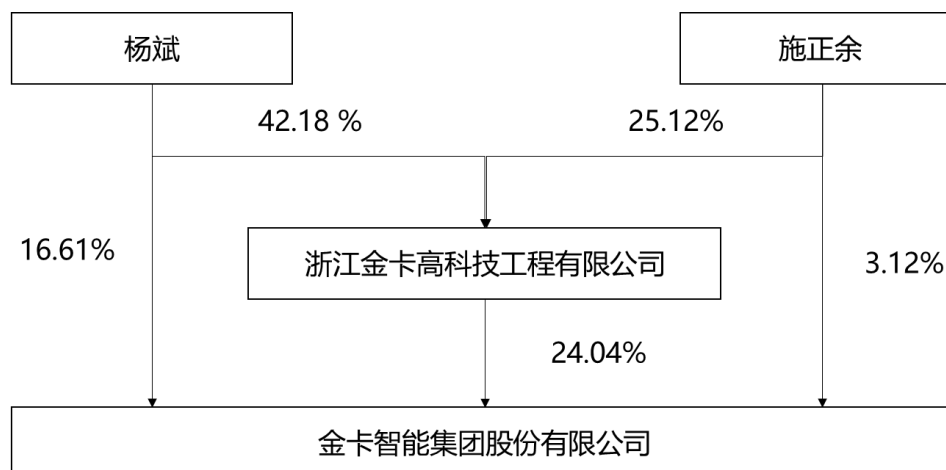 杨斌
施正余
42.18 %
25.12%
16.61%
浙江金卡高科技工程有限公司
3.12%
24.04%
金卡智能集团股份有限公司